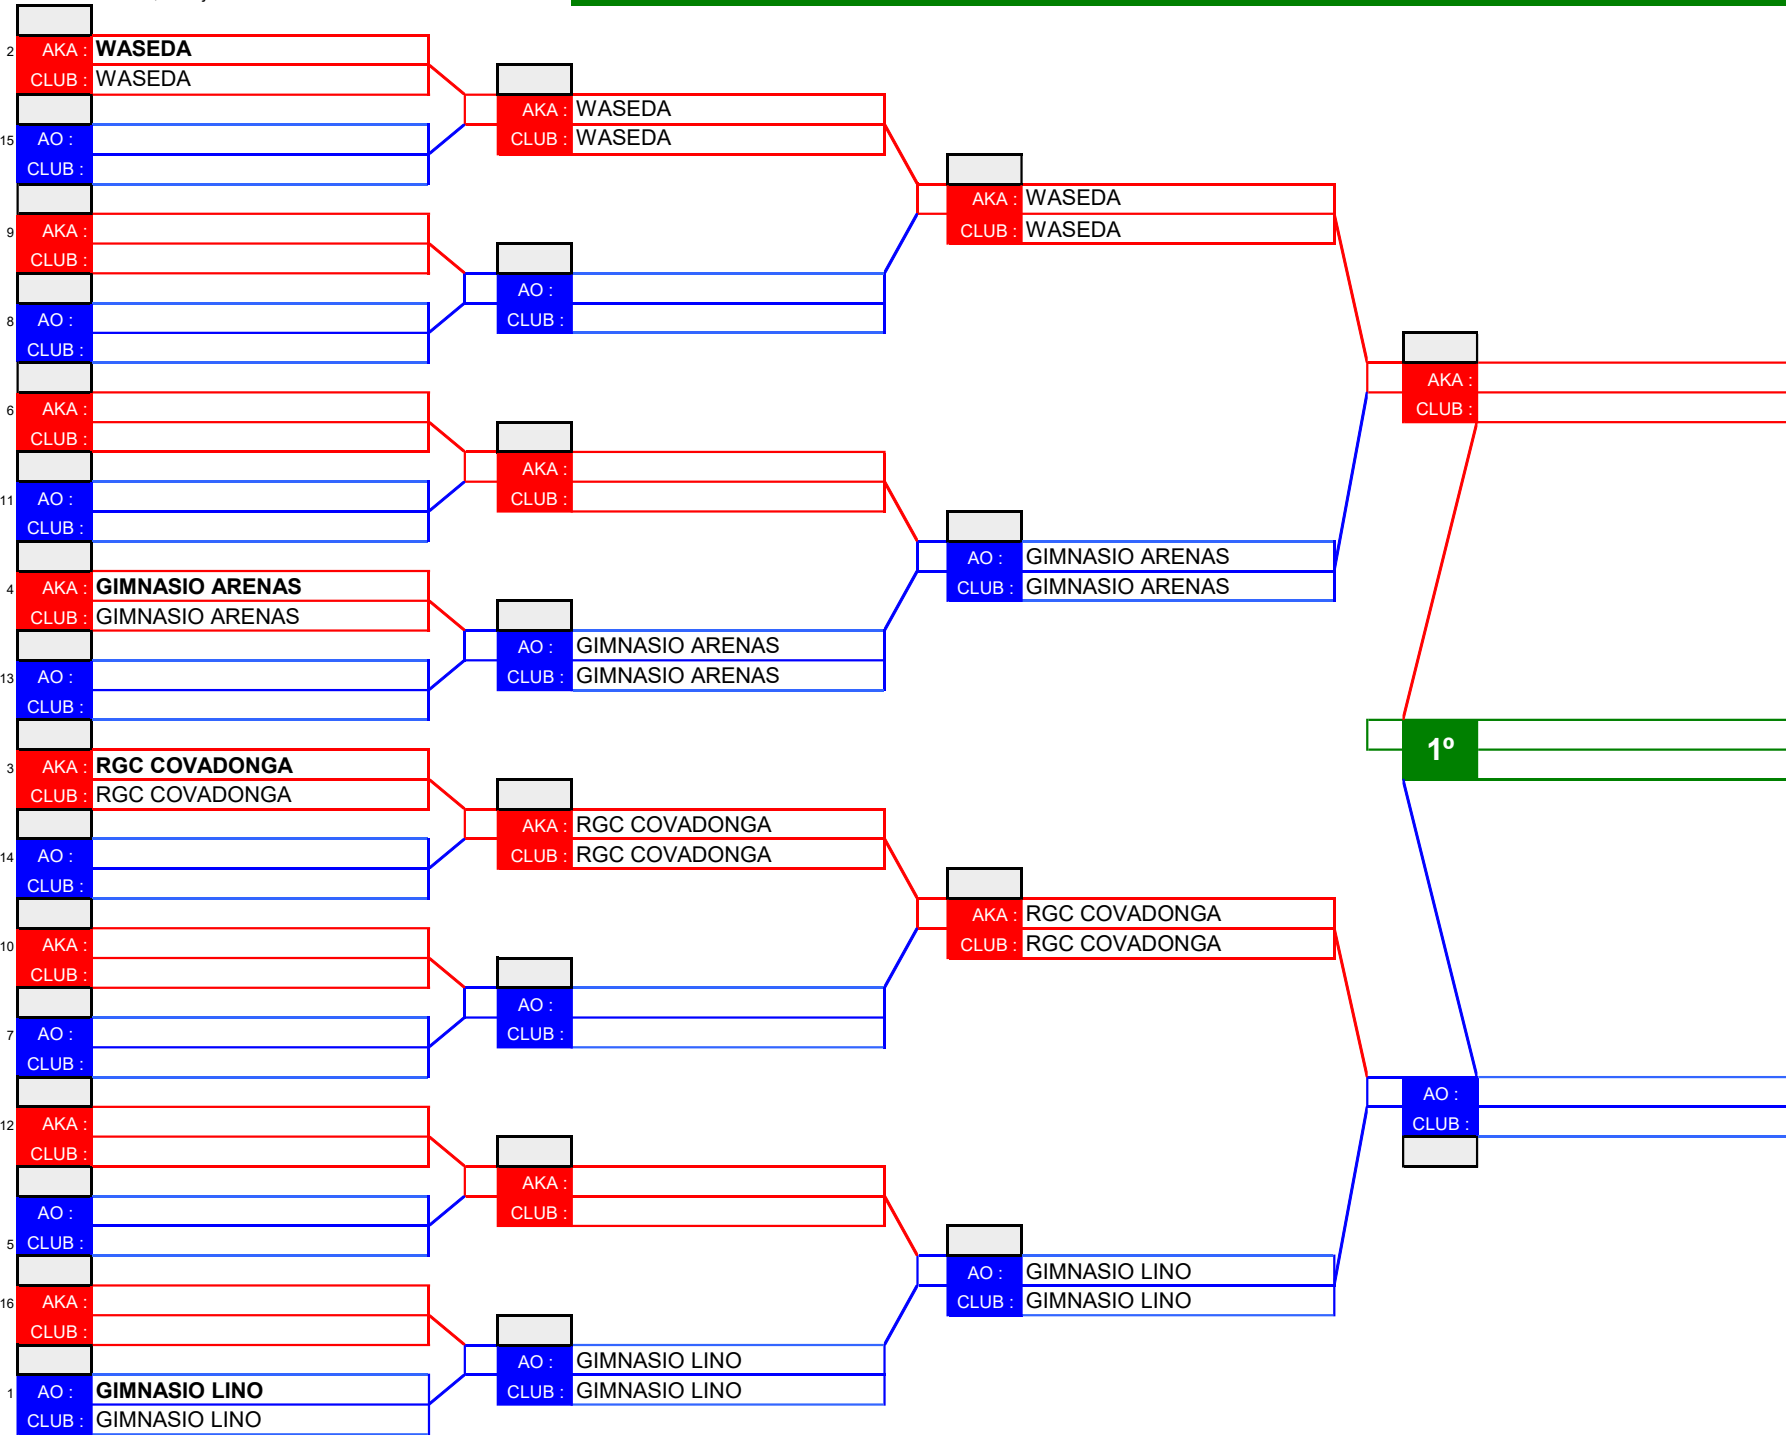 2 AKA : WASEDA
CLUB : WASEDA
15 AO :
CLUB :
9 AKA :
CLUB :
8 AO :
CLUB :
6 AKA :
CLUB :
11 AO :
CLUB :
4 AKA : GIMNASIO ARENAS
CLUB : GIMNASIO ARENAS
13 AO :
CLUB :
3 AKA : RGC COVADONGA
CLUB : RGC COVADONGA
14 AO :
CLUB :
10 AKA :
CLUB :
7 AO :
CLUB :
12 AKA :
CLUB :
AO :
5 CLUB :
16 AKA :
CLUB :
1 AO : GIMNASIO LINO
CLUB : GIMNASIO LINO
AKA : WASEDA
CLUB : WASEDA
AO :
CLUB :
AKA :
CLUB :
AO : GIMNASIO ARENAS
CLUB : GIMNASIO ARENAS
AKA : RGC COVADONGA
CLUB : RGC COVADONGA
AO :
CLUB :
AKA :
CLUB :
AO : GIMNASIO LINO
CLUB : GIMNASIO LINO
AKA : WASEDA
CLUB : WASEDA
AO : GIMNASIO ARENAS
CLUB : GIMNASIO ARENAS
AKA : RGC COVADONGA
CLUB : RGC COVADONGA
AO : GIMNASIO LINO
CLUB : GIMNASIO LINO
AKA :
CLUB :
1º
AO :
CLUB :